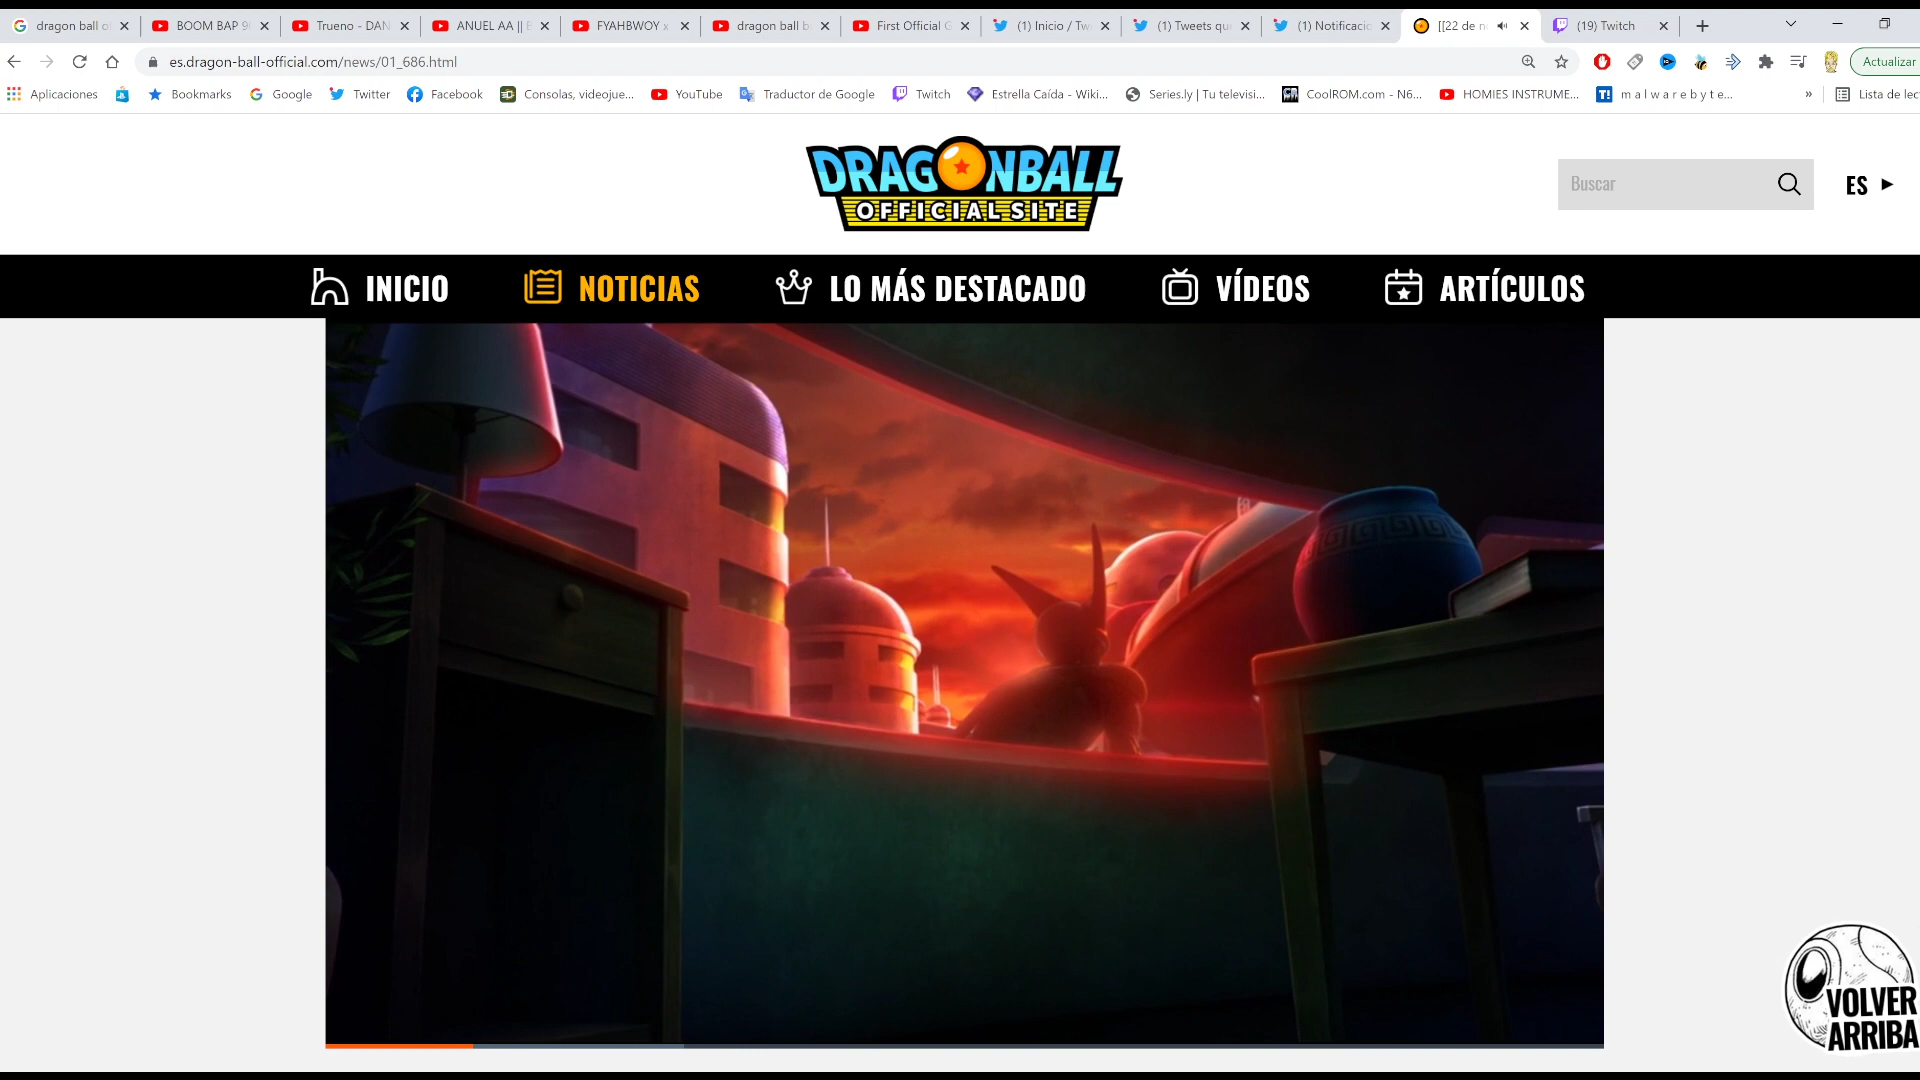 dragon ball o
BOOM BAP 9
Trueno - DAN
ANUEL AA || E
FYAHBWOY x
dragon ball b
First Official G
(1) Inicio / Tw
(1) Tweets qu
(1) Notificacio
[[22 de n
(19) Twitch
es.dragon-ball-official.com/news/01_686.html
Actualizar
Aplicaciones
Bookmarks
Google
Twitter
Facebook
Consolas, videojue...
YouTube
Traductor de Google
Twitch
Estrella Caída - Wiki...
Series.ly | Tu televisi...
CoolROM.com - N6...
HOMIES INSTRUME...
m a l w a r e b y t e...
»
Lista de lec
DRAGONBALL
OFFICIAL SITE
Buscar
ES
INICIO
NOTICIAS
LO MÁS DESTACADO
VÍDEOS
ARTÍCULOS
VOLVER
ARRIBA